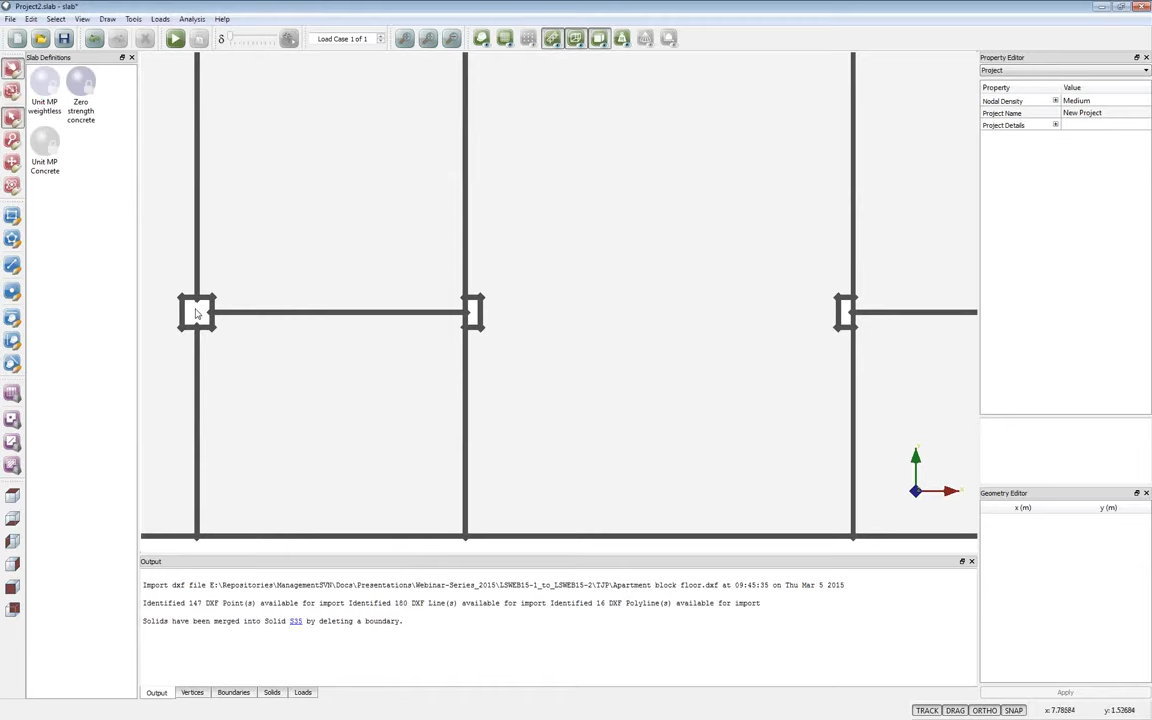 Project2.slab - slab*
File Edit Select View Draw Tools Loads Analysis Help
δ Load Case 1 of 1
Slab Definitions
Unit MP weightless
Zero strength concrete
Unit MP Concrete
Property Editor
Project
Property Value
Nodal Density Medium
Project Name New Project
Project Details
Geometry Editor
x (m) y (m)
Output
Import dxf file E:\Repositories\ManagementSVN\Docs\Presentations\Webinar-Series_2015\LSWEB15-1_to_LSWEB15-2\TJP\Apartment block floor.dxf at 09:45:35 on Thu Mar 5 2015
Identified 147 DXF Point(s) available for import Identified 180 DXF Line(s) available for import Identified 16 DXF Polyline(s) available for import
Solids have been merged into Solid S35 by deleting a boundary.
Output Vertices Boundaries Solids Loads
Apply
TRACK DRAG ORTHO SNAP x: 7.78584 y: 1.52684